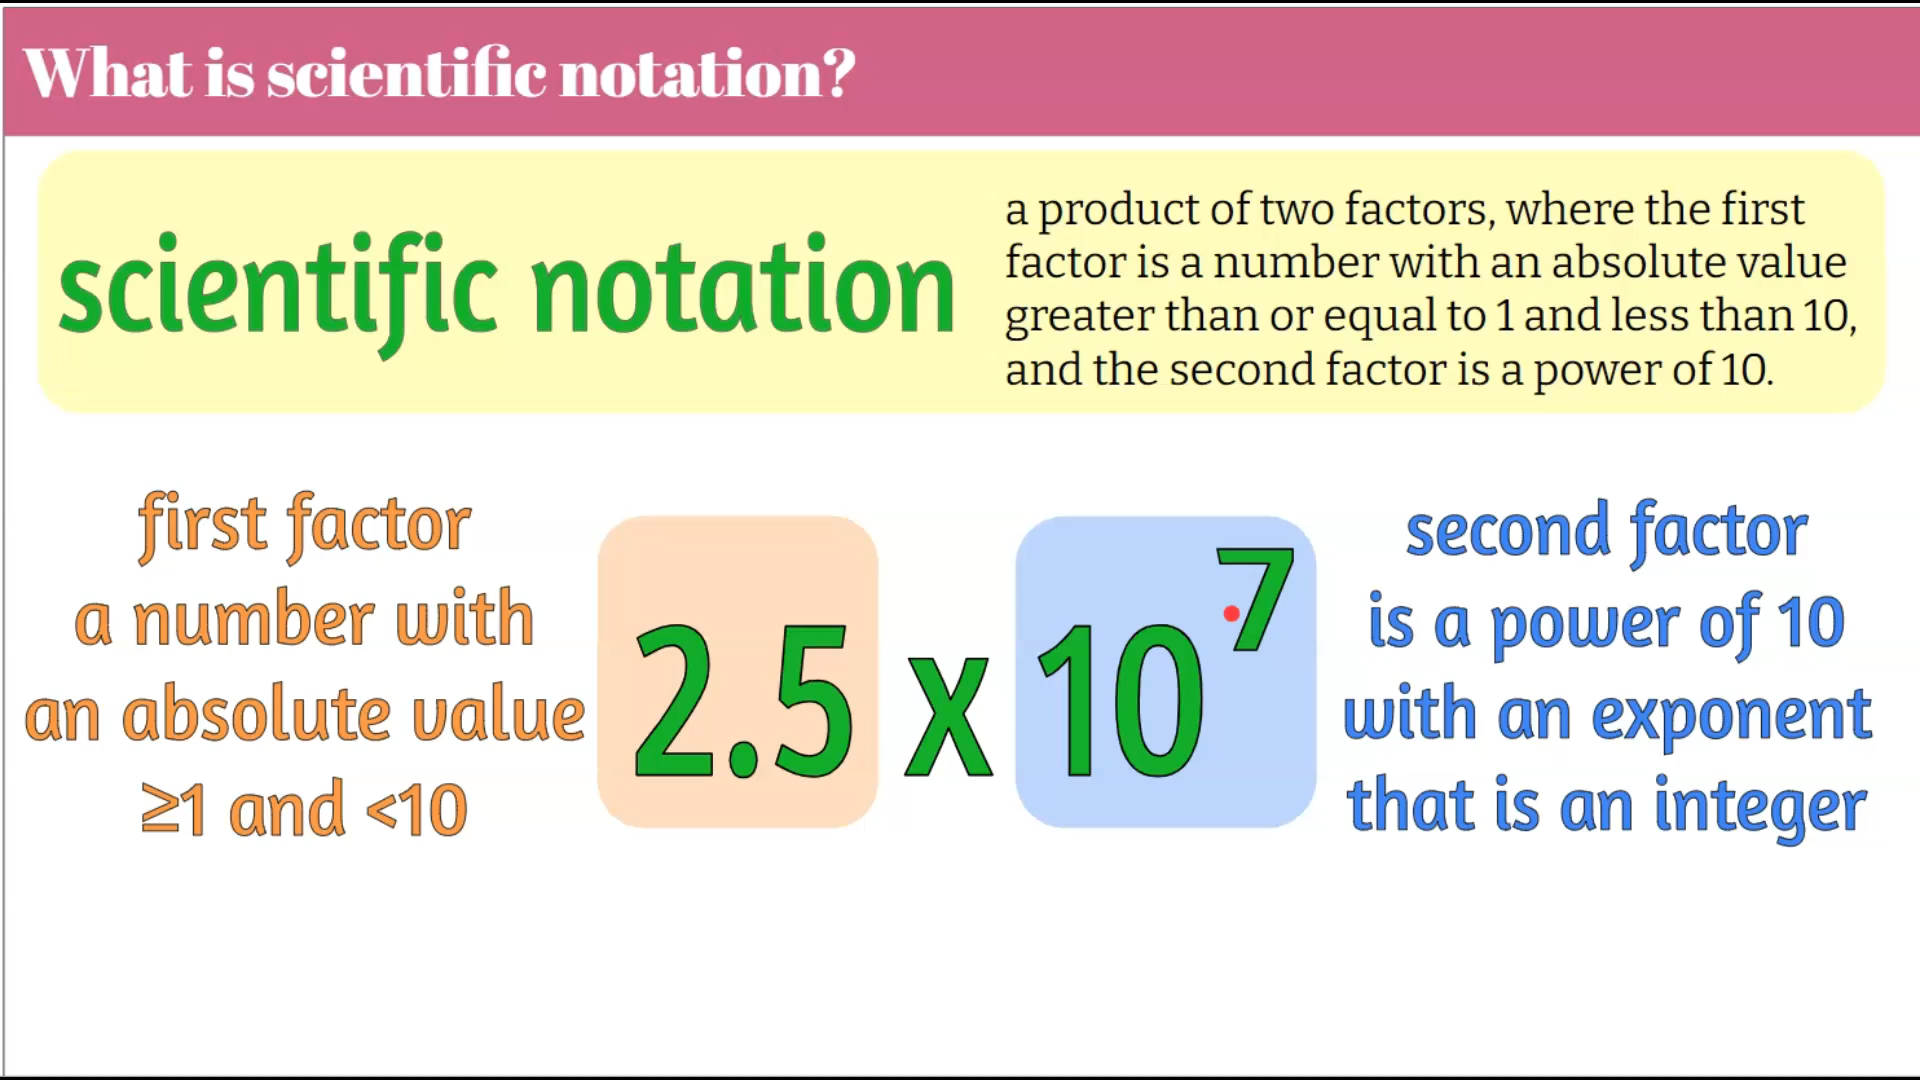 What is scientific notation?
scientific notation
a product of two factors, where the first
factor is a number with an absolute value
greater than or equal to 1 and less than 10,
and the second factor is a power of 10.
first factor
a number with
an absolute value
≥1 and <10
2.5 x 10⁷
second factor
is a power of 10
with an exponent
that is an integer